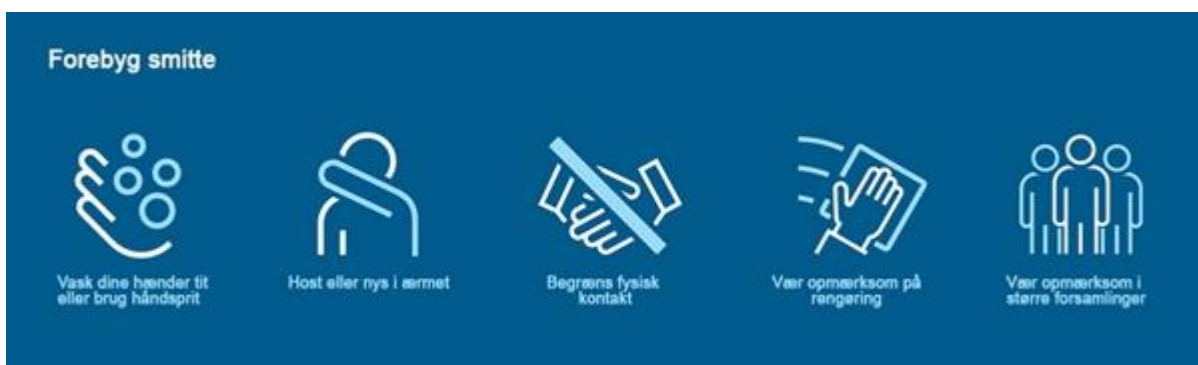 Forebyg smitte
Vask dine hænder tit
eller brug håndsprit
Host eller nys i ærmet
Begræns fysisk
kontakt
Vær opmærksom på
rengøring
Vær opmærksom i
større forsamlinger